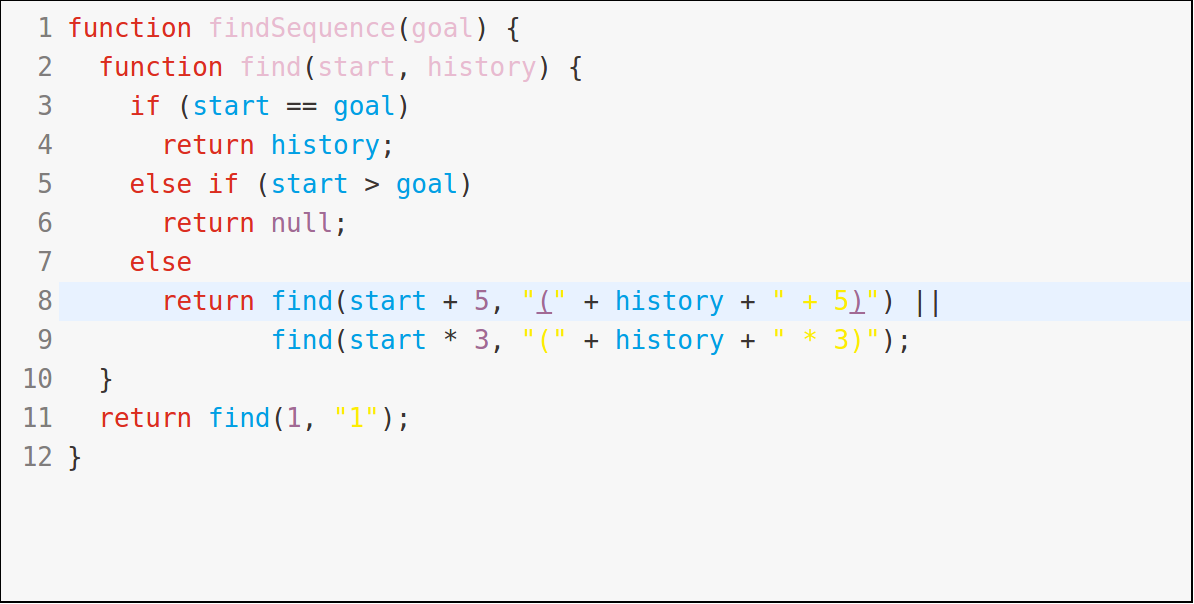 1 function findSequence(goal) {
2   function find(start, history) {
3     if (start == goal)
4       return history;
5     else if (start > goal)
6       return null;
7     else
8       return find(start + 5, "(" + history + " + 5)") ||
9              find(start * 3, "(" + history + " * 3)");
10   }
11   return find(1, "1");
12 }